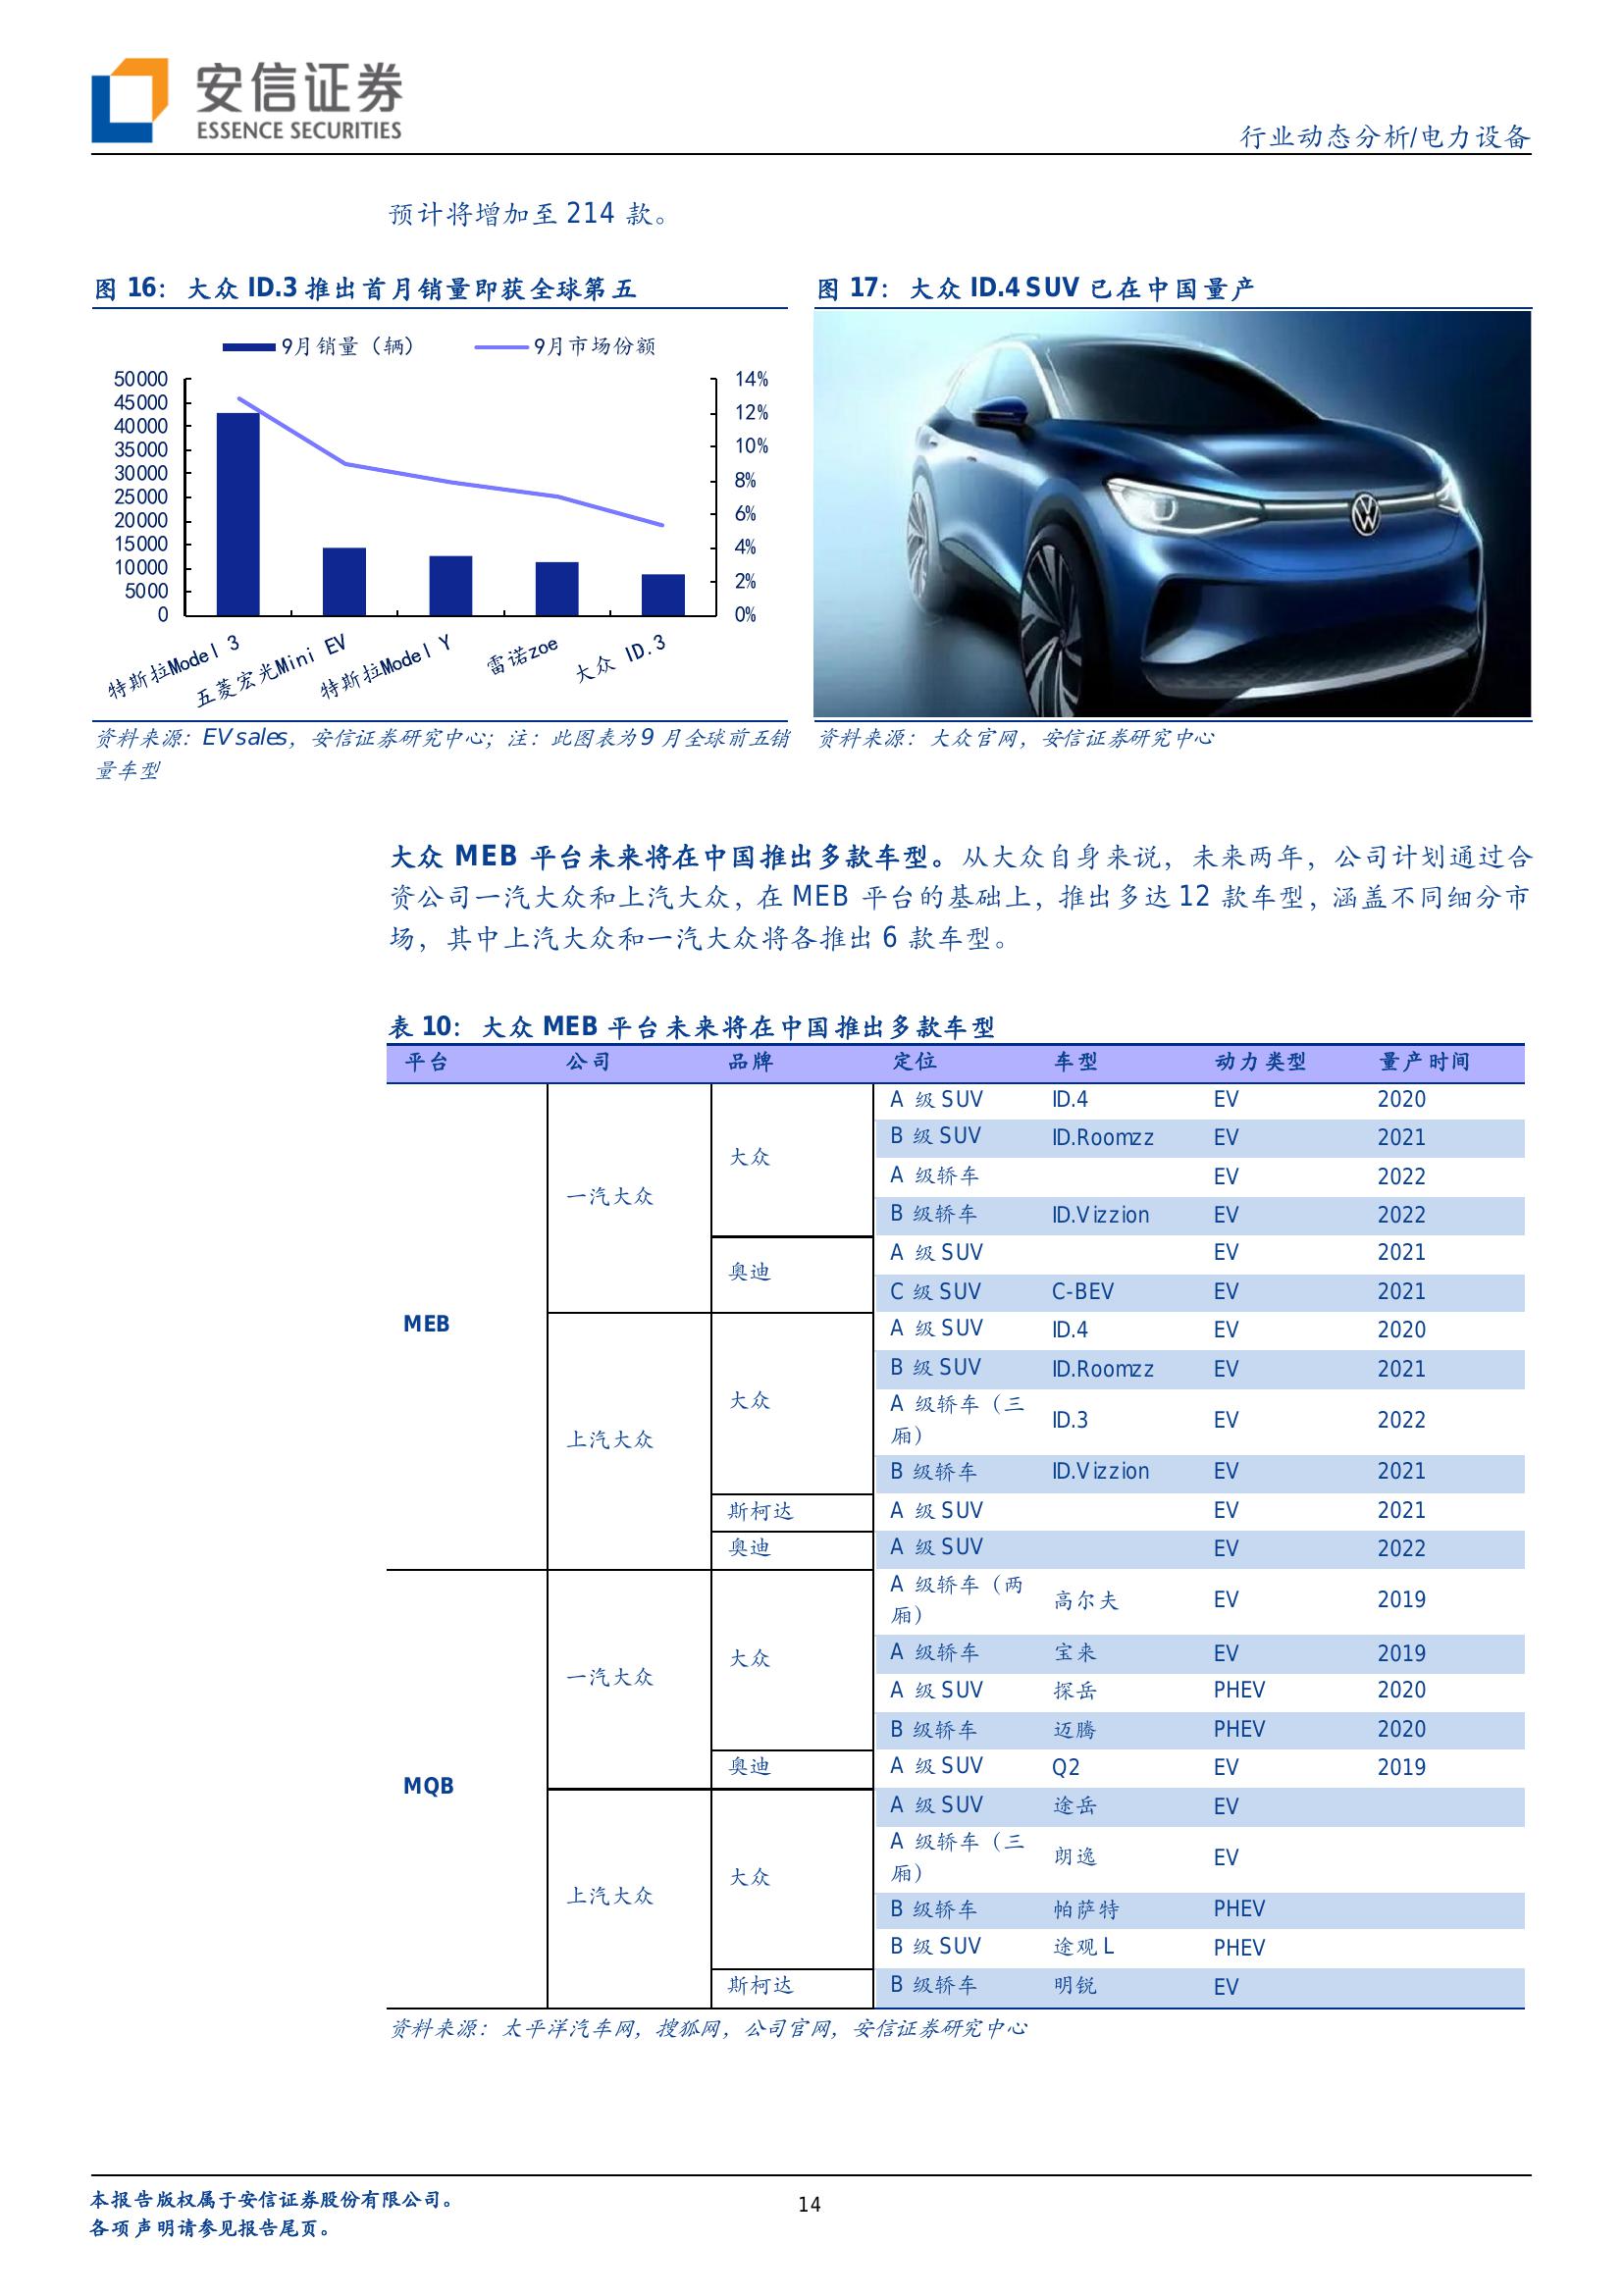 安信证券
ESSENCE SECURITIES
行业动态分析/电力设备
预计将增加至 214 款。
图 16： 大众 ID.3 推出首月销量即获全球第五
9月销量（辆） 9月市场份额
50000
45000
40000
35000
30000
25000
20000
15000
10000
5000
0
14%
12%
10%
8%
6%
4%
2%
0%
特斯拉Model 3
五菱宏光Mini EV
特斯拉Model Y
雷诺zoe
大众 ID.3
资料来源：EV sales，安信证券研究中心；注：此图表为 9 月全球前五销
量车型
图 17： 大众 ID.4 SUV 已在中国量产
资料来源：大众官网，安信证券研究中心
大众 MEB 平台未来将在中国推出多款车型。从大众自身来说，未来两年，公司计划通过合
资公司一汽大众和上汽大众，在 MEB 平台的基础上，推出多达 12 款车型，涵盖不同细分市
场，其中上汽大众和一汽大众将各推出 6 款车型。
表 10： 大众 MEB 平台未来将在中国推出多款车型
平台 公司 品牌 定位 车型 动力类型 量产时间
MEB 一汽大众 大众 A 级 SUV ID.4 EV 2020
B 级 SUV ID.Roomzz EV 2021
A 级轿车 EV 2022
B 级轿车 ID.Vizzion EV 2022
奥迪 A 级 SUV EV 2021
C 级 SUV C-BEV EV 2021
上汽大众 大众 A 级 SUV ID.4 EV 2020
B 级 SUV ID.Roomzz EV 2021
A 级轿车（三
厢） ID.3 EV 2022
B 级轿车 ID.Vizzion EV 2021
斯柯达 A 级 SUV EV 2021
奥迪 A 级 SUV EV 2022
MQB 一汽大众 大众 A 级轿车（两
厢） 高尔夫 EV 2019
A 级轿车 宝来 EV 2019
A 级 SUV 探岳 PHEV 2020
B 级轿车 迈腾 PHEV 2020
奥迪 A 级 SUV Q2 EV 2019
上汽大众 大众 A 级 SUV 途岳 EV
A 级轿车（三
厢） 朗逸 EV
B 级轿车 帕萨特 PHEV
B 级 SUV 途观 L PHEV
斯柯达 B 级轿车 明锐 EV
资料来源：太平洋汽车网，搜狐网，公司官网，安信证券研究中心
本报告版权属于安信证券股份有限公司。
各项声明请参见报告尾页。
14